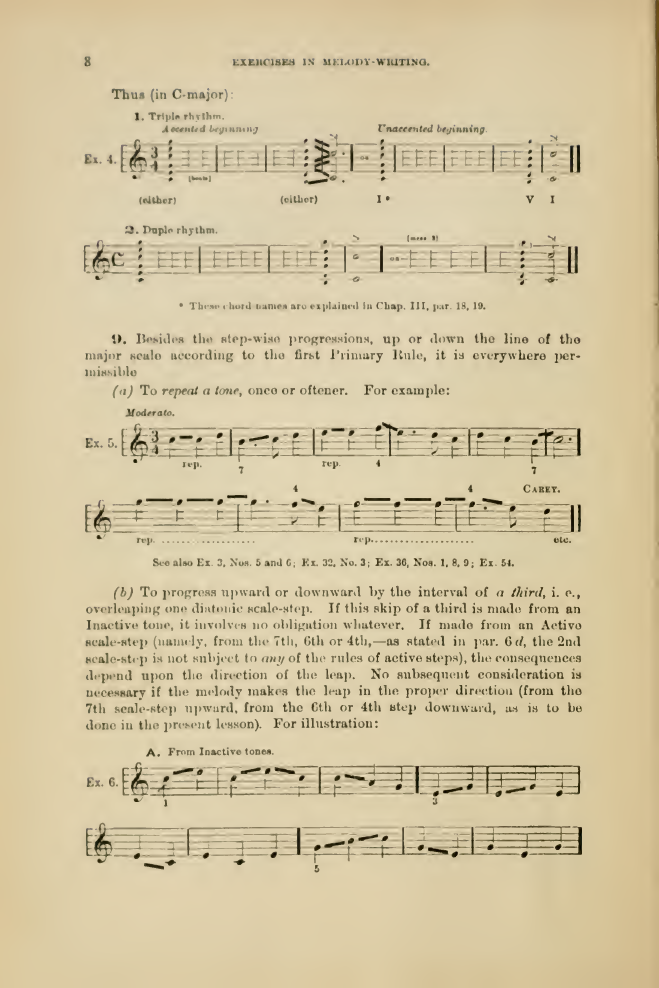 8
EXERCISES IN MELODY-WRITING.
Thus (in C-major):
1. Triple rhythm.
Accented beginning
Unaccented beginning.
Ex. 4.
[beats]
(either)
(either)
I *
V I
2. Duple rhythm.
* These chord names are explained in Chap. III, par. 18, 19.
9. Besides the step-wise progressions, up or down the line of the
major scale according to the first Primary Rule, it is everywhere per-
missible
(a) To repeat a tone, once or oftener. For example:
Moderato.
Ex. 5.
rep.
7
rep.
4
7
4
4
CAREY.
rep.
rep.
etc.
See also Ex. 3, Nos. 5 and 6; Ex. 32, No. 3; Ex. 36, Nos. 1, 8, 9; Ex. 54.
(b) To progress upward or downward by the interval of a third, i. e.,
overleaping one diatonic scale-step. If this skip of a third is made from an
Inactive tone, it involves no obligation whatever. If made from an Active
scale-step (namely, from the 7th, 6th or 4th,—as stated in par. 6 d, the 2nd
scale-step is not subject to any of the rules of active steps), the consequences
depend upon the direction of the leap. No subsequent consideration is
necessary if the melody makes the leap in the proper direction (from the
7th scale-step upward, from the 6th or 4th step downward, as is to be
done in the present lesson). For illustration:
A. From Inactive tones.
Ex. 6.
1
3
5